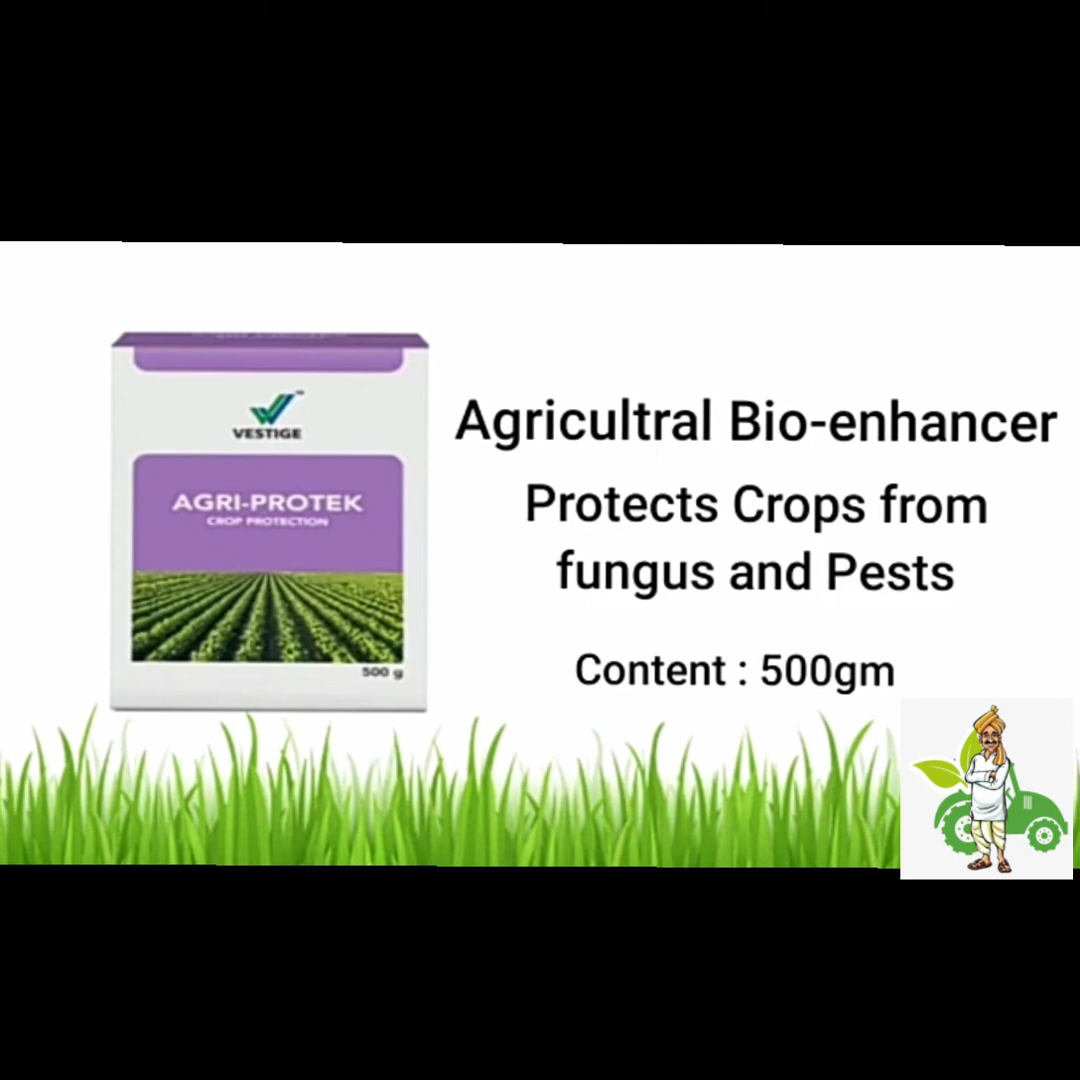 VESTIGE
AGRI-PROTEK
CROP PROTECTION
500 g
Agricultral Bio-enhancer
Protects Crops from
fungus and Pests
Content : 500gm